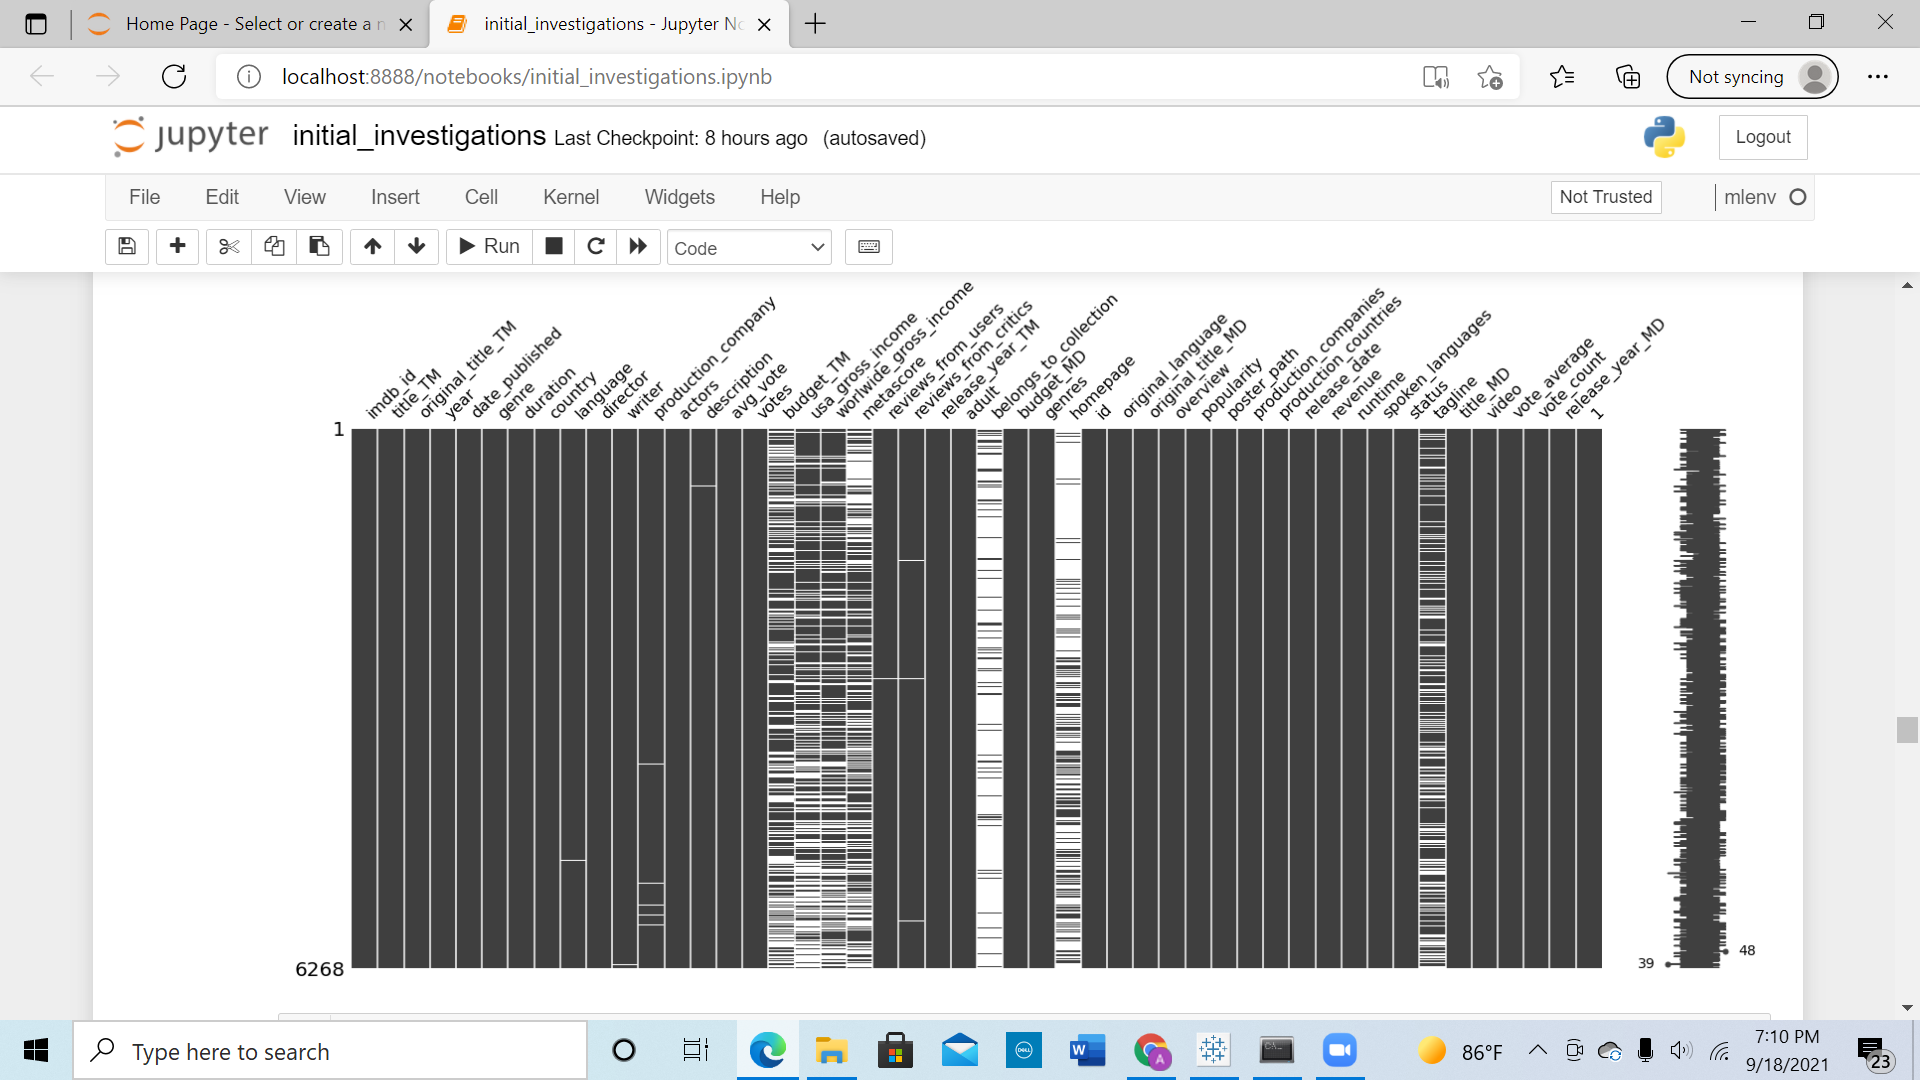 Home Page - Select or create a n
initial_investigations - Jupyter No
localhost:8888/notebooks/initial_investigations.ipynb
Not syncing
jupyter initial_investigations Last Checkpoint: 8 hours ago (autosaved)
Logout
File Edit View Insert Cell Kernel Widgets Help
Not Trusted
mlenv
Run
Code
imdb_id
title_TM
original_title_TM
year
date_published
genre
duration
country
language
director
writer
production_company
actors
description
avg_vote
votes
budget_TM
usa_gross_income
worlwide_gross_income
metascore
reviews_from_users
reviews_from_critics
release_year_TM
adult
belongs_to_collection
budget_MD
genres
homepage
id
original_language
original_title_MD
overview
popularity
poster_path
production_companies
production_countries
release_date
revenue
runtime
spoken_languages
status
tagline
title_MD
video
vote_average
vote_count
release_year_MD
1
1
6268
39
48
Type here to search
DELL
W
A
86°F
7:10 PM
9/18/2021
23